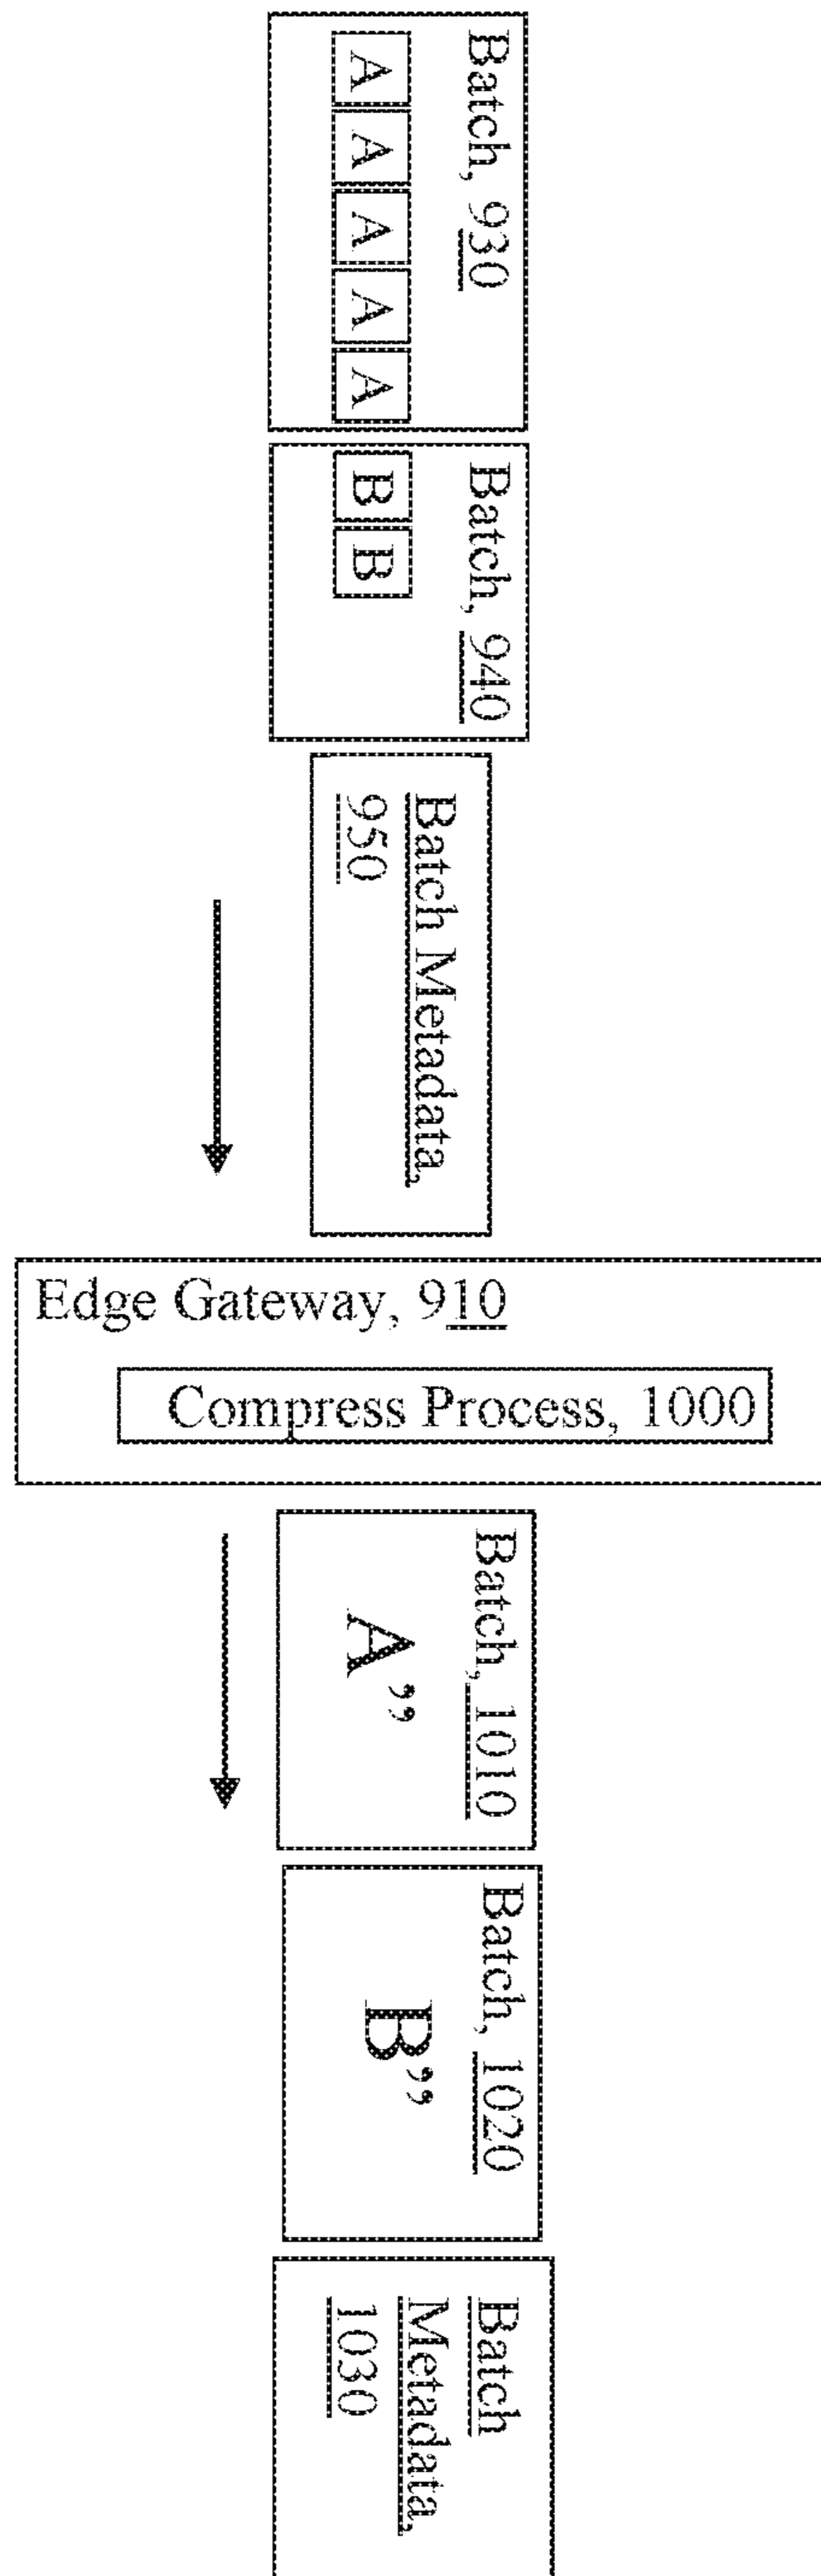 Batch, 930
A A A A A
Batch, 940
B B
Batch Metadata,
950
Edge Gateway, 910
Compress Process, 1000
Batch, 1010
A”
Batch, 1020
B”
Batch
Metadata,
1030